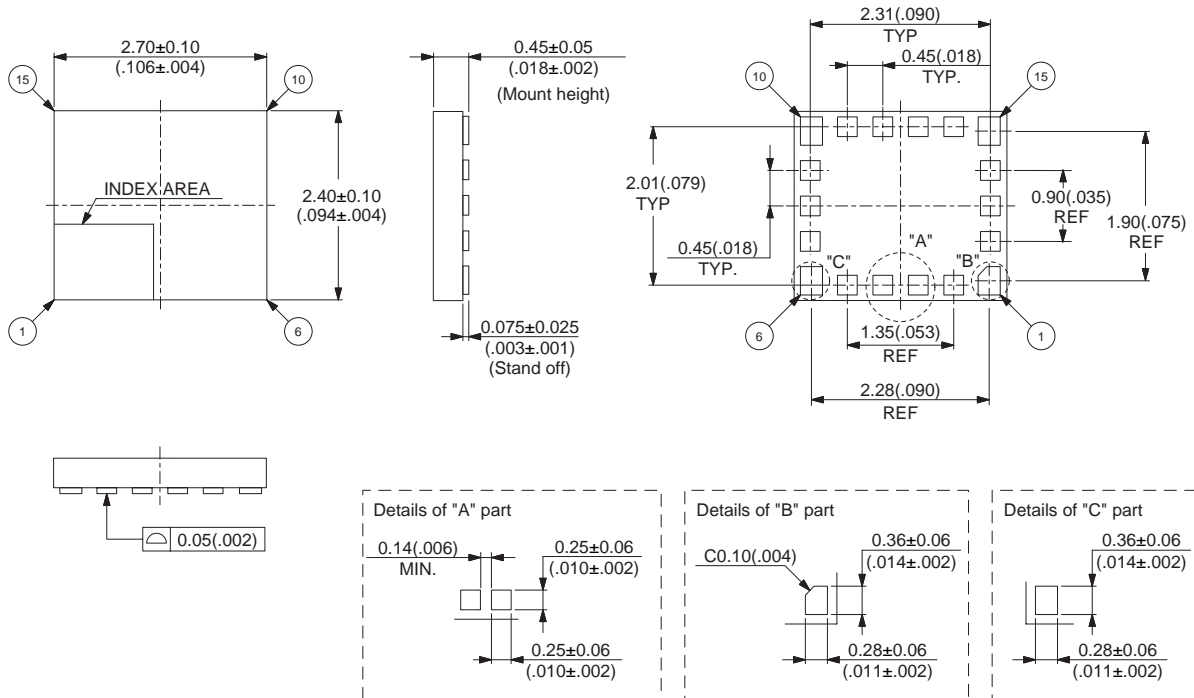 2.70±0.10
(.106±.004)
15
10
INDEX AREA
2.40±0.10
(.094±.004)
1
6
0.45±0.05
(.018±.002)
(Mount height)
0.075±0.025
(.003±.001)
(Stand off)
2.31(.090)
TYP
0.45(.018)
TYP.
10
15
2.01(.079)
TYP
0.90(.035)
REF
1.90(.075)
REF
0.45(.018)
TYP.
"C"
"A"
"B"
6
1
1.35(.053)
REF
2.28(.090)
REF
0.05(.002)
Details of "A" part
0.14(.006)
MIN.
0.25±0.06
(.010±.002)
0.25±0.06
(.010±.002)
Details of "B" part
C0.10(.004)
0.36±0.06
(.014±.002)
0.28±0.06
(.011±.002)
Details of "C" part
0.36±0.06
(.014±.002)
0.28±0.06
(.011±.002)